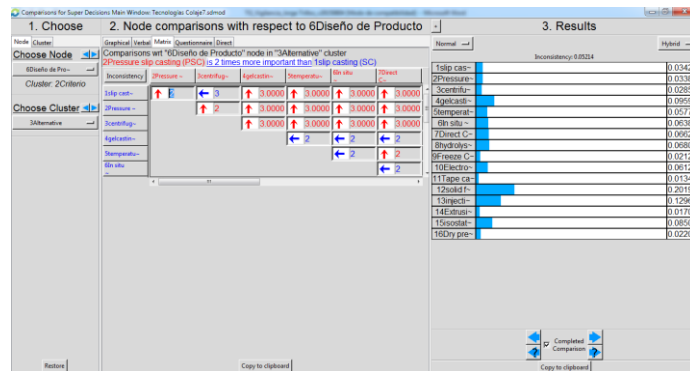 Comparisons for Super Decisions Main Window: Tecnologias ColajeT.sdmod
1. Choose
2. Node comparisons with respect to 6Diseño de Producto
3. Results
Node Cluster
Graphical Verbal Matrix Questionnaire Direct
Normal
Hybrid
Choose Node
Comparisons wrt "6Diseño de Producto" node in "3Alternative" cluster
2Pressure slip casting (PSC) is 2 times more important than 1slip casting (SC)
6Diseño de Pro~
Cluster: 2Criterio
Choose Cluster
3Alternative
Inconsistency 2Pressure ~ 3centrifug~ 4gelcastin~ 5temperatu~ 6In situ ~ 7Direct C~
1slip cast~ 2 3 3.0000 3.0000 3.0000 3.0000
2Pressure ~ 2 3.0000 3.0000 3.0000 3.0000
3centrifug~ 3.0000 3.0000 3.0000 3.0000
4gelcastin~ 2 2 2
5temperatu~ 2 2
6In situ ~ 2
Inconsistency: 0.05214
1slip cas~ 0.0342
2Pressure~ 0.0338
3centrifu~ 0.0285
4gelcasti~ 0.0959
5temperat~ 0.0577
6In situ ~ 0.0638
7Direct C~ 0.0662
8hydrolys~ 0.0680
9Freeze C~ 0.0212
10Electro~ 0.0612
11Tape ca~ 0.0134
12solid f~ 0.2019
13injecti~ 0.1296
14Extrusi~ 0.0170
15isostat~ 0.0850
16Dry pre~ 0.0220
Completed
Comparison
Restore
Copy to clipboard
Copy to clipboard